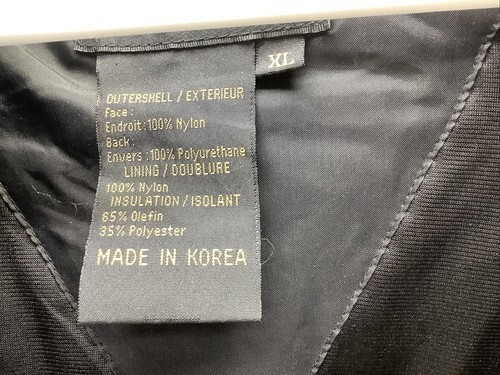 XL
OUTERSHELL / EXTERIEUR
Face :
Endroit: 100% Nylon
Back :
Envers : 100% Polyurethane
LINING / DOUBLURE
100% Nylon
INSULATION / ISOLANT
65% Olefin
35% Polyester
MADE IN KOREA